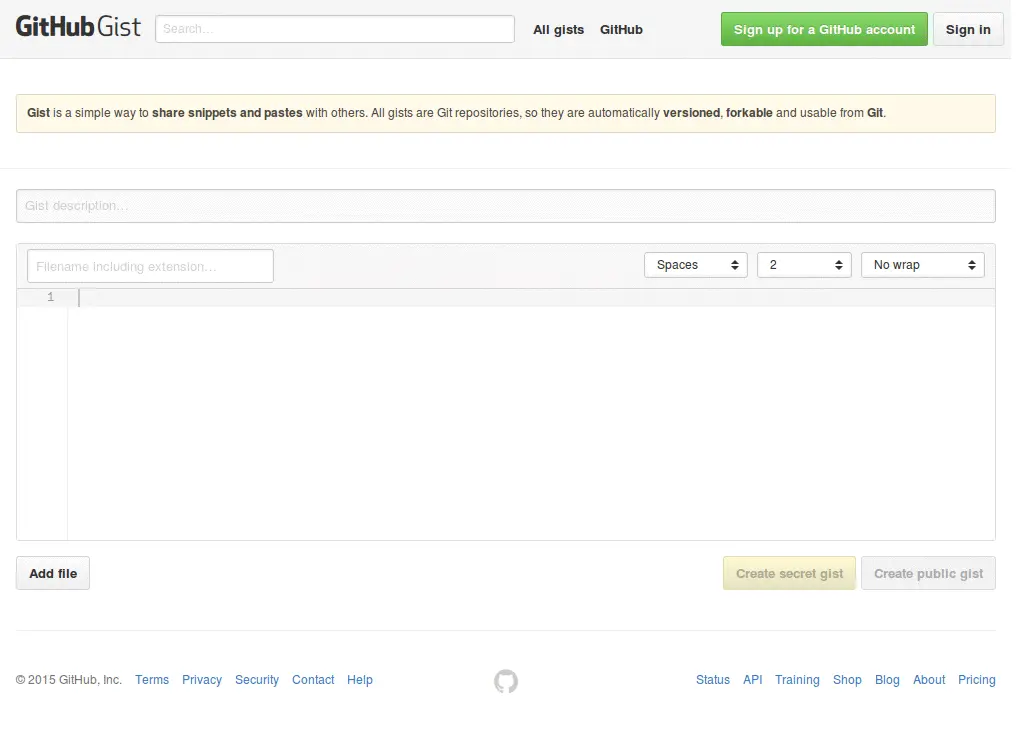 GitHub Gist Search... All gists GitHub Sign up for a GitHub account Sign in
Gist is a simple way to share snippets and pastes with others. All gists are Git repositories, so they are automatically versioned, forkable and usable from Git.
Gist description...
Filename including extension... Spaces 2 No wrap
1
Add file Create secret gist Create public gist
© 2015 GitHub, Inc. Terms Privacy Security Contact Help Status API Training Shop Blog About Pricing